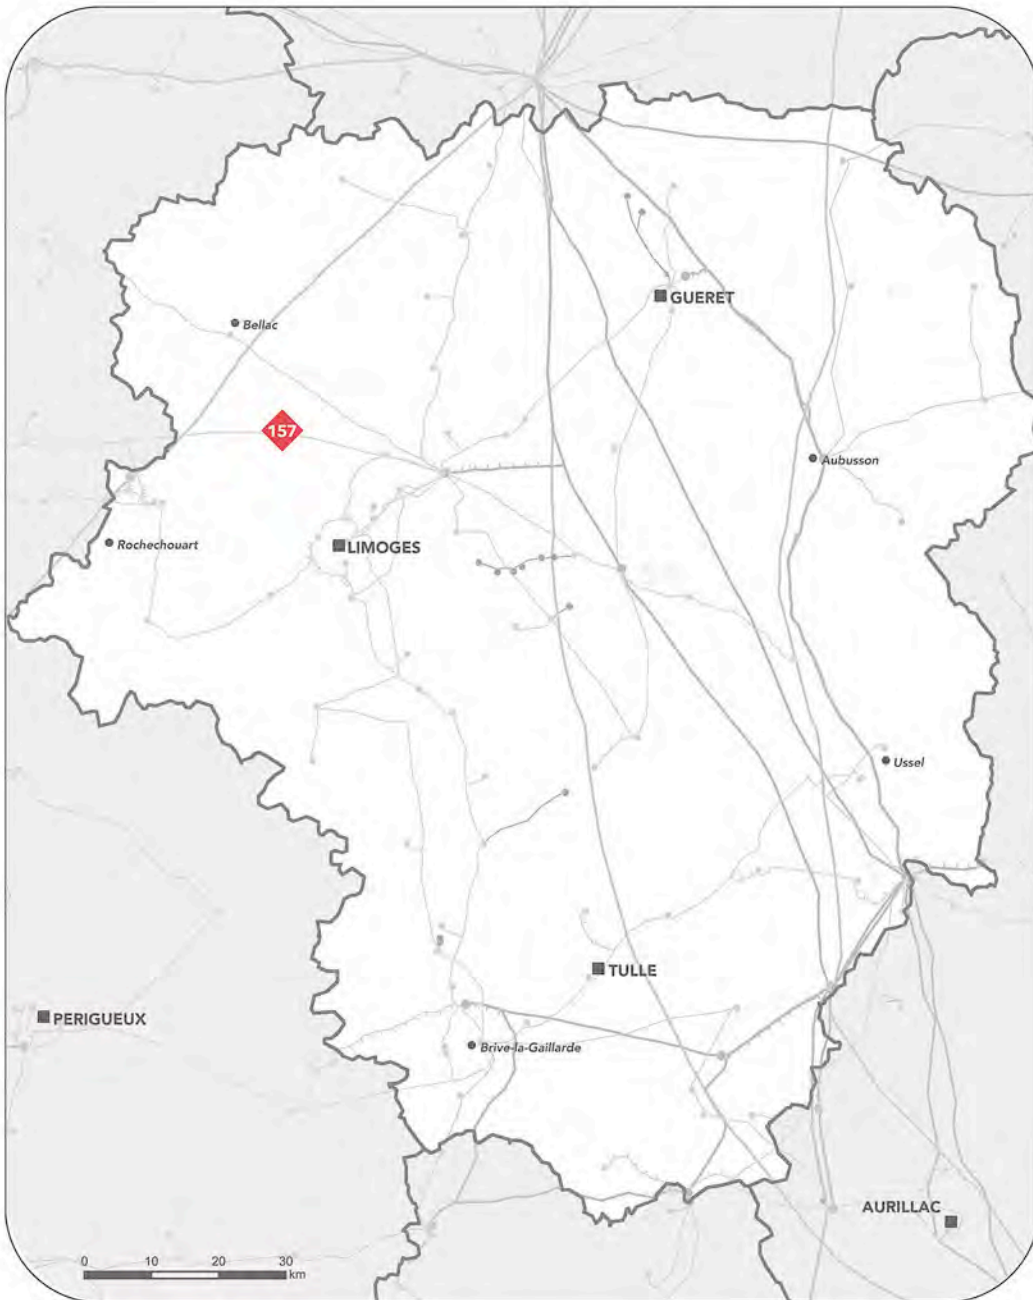 GUERET
Bellac
157
Aubusson
Rochechouart
LIMOGES
Ussel
TULLE
PERIGUEUX
Brive-la-Gaillarde
AURILLAC
0 10 20 30
km